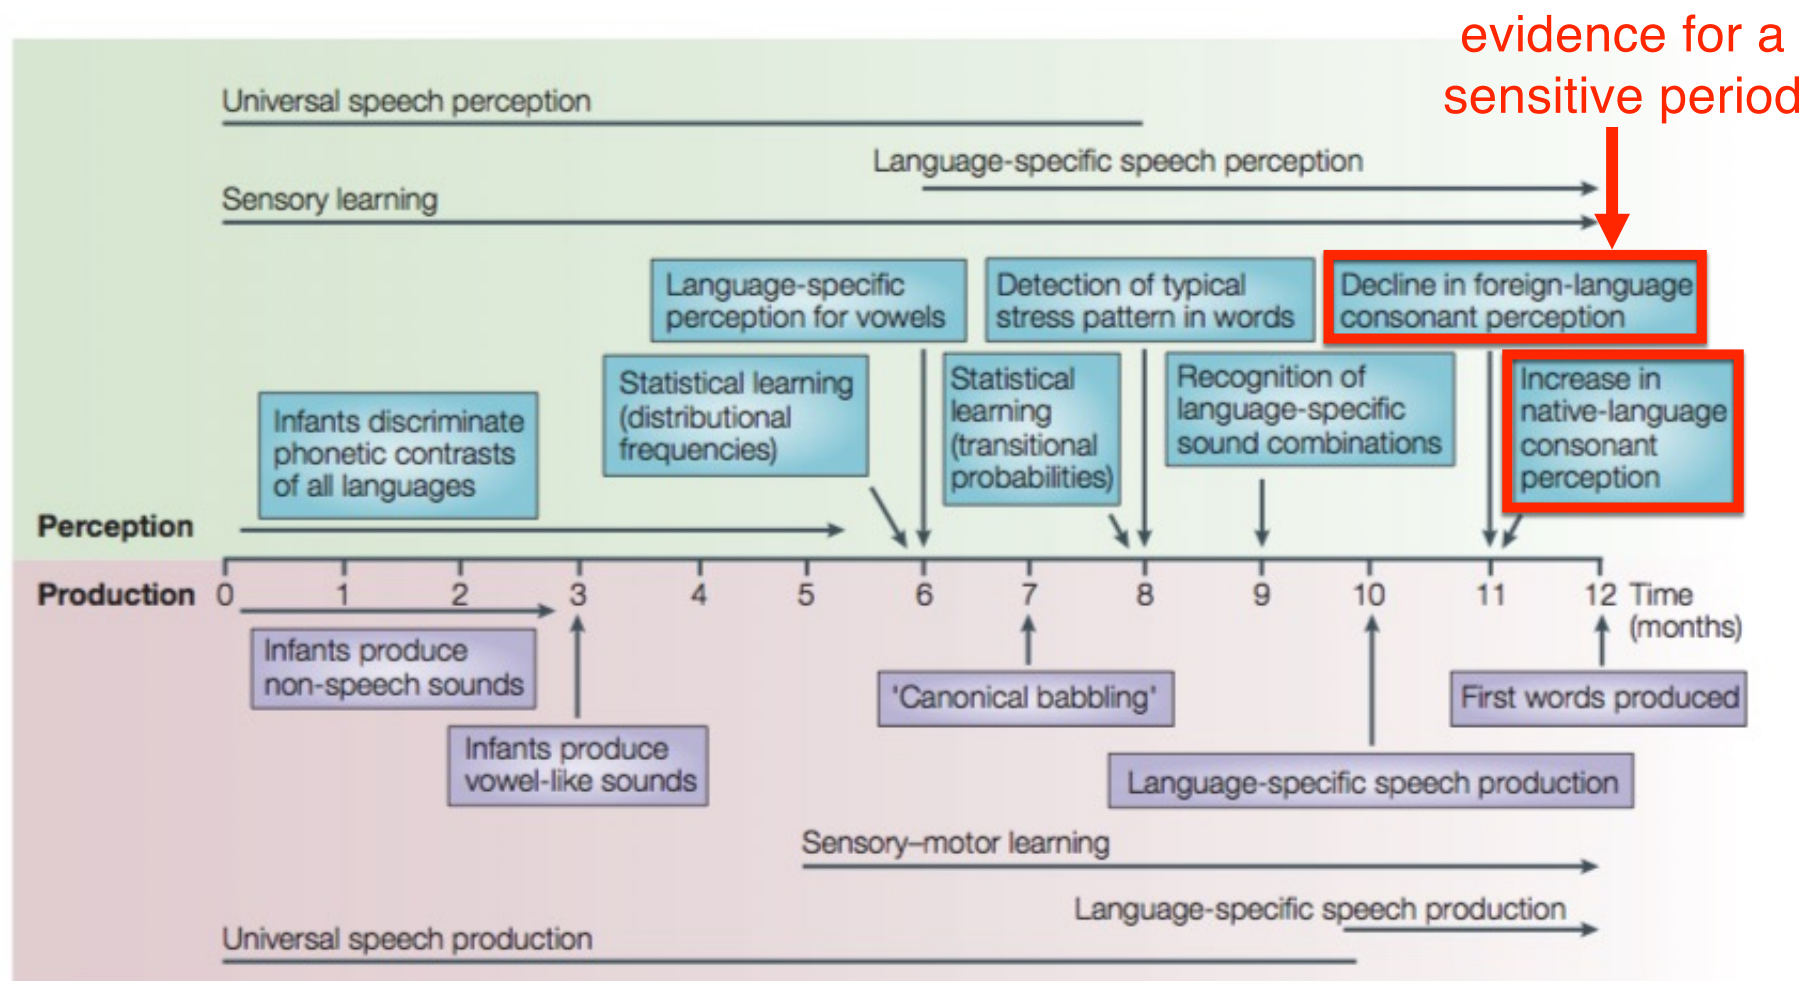 evidence for a
sensitive period
Universal speech perception
Language-specific speech perception
Sensory learning
Language-specific
perception for vowels
Detection of typical
stress pattern in words
Decline in foreign-language
consonant perception
Infants discriminate
phonetic contrasts
of all languages
Statistical learning
(distributional
frequencies)
Statistical
learning
(transitional
probabilities)
Recognition of
language-specific
sound combinations
Increase in
native-language
consonant
perception
Perception
Production
0 1 2 3 4 5 6 7 8 9 10 11 12 Time
(months)
Infants produce
non-speech sounds
Infants produce
vowel-like sounds
'Canonical babbling'
Language-specific speech production
First words produced
Sensory–motor learning
Language-specific speech production
Universal speech production